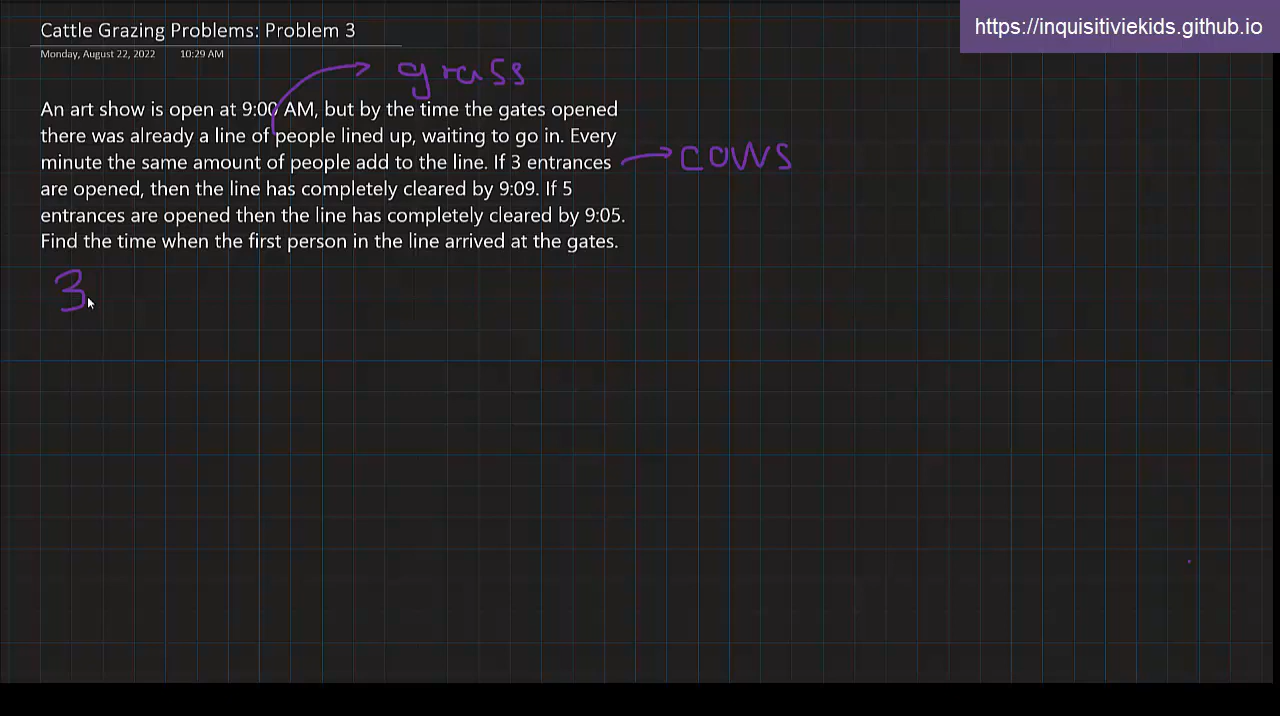 https://inquisitiviekids.github.io
Cattle Grazing Problems: Problem 3
Monday, August 22, 2022 10:29 AM
grass
An art show is open at 9:00 AM, but by the time the gates opened
there was already a line of people lined up, waiting to go in. Every
minute the same amount of people add to the line. If 3 entrances
cows
are opened, then the line has completely cleared by 9:09. If 5
entrances are opened then the line has completely cleared by 9:05.
Find the time when the first person in the line arrived at the gates.
3